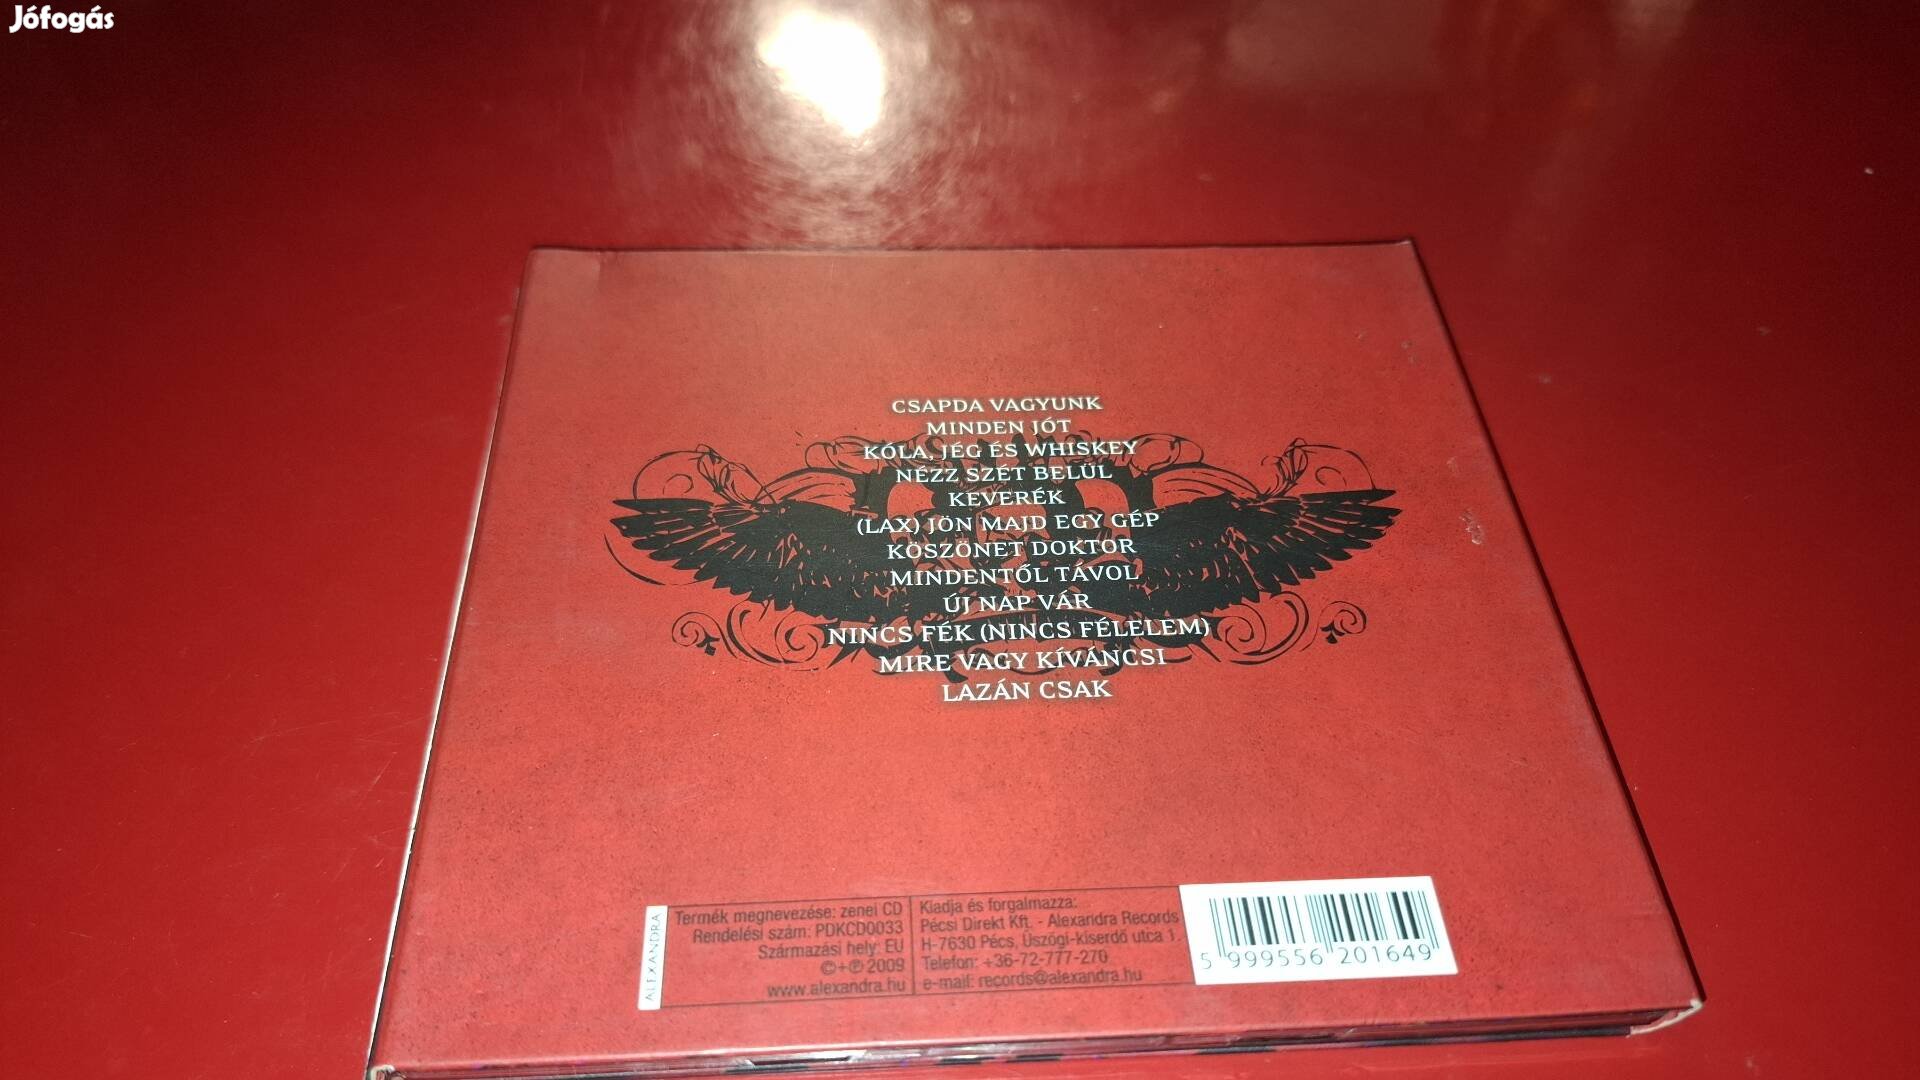 Jófogás
CSAPDA VAGYUNK
MINDEN JÓT
KÓLA, JÉG ÉS WHISKEY
NÉZZ SZÉT BELÜL
KEVERÉK
(LAX) JÖN MAJD EGY GÉP
KÖSZÖNET DOKTOR
MINDENTŐL TÁVOL
ÚJ NAP VÁR
NINCS FÉK (NINCS FÉLELEM)
MIRE VAGY KÍVÁNCSI
LAZÁN CSAK
ALEXANDRA
Termék megnevezése: zenei CD
Rendelési szám: PDKCD0033
Származási hely: EU
©+℗ 2009
www.alexandra.hu
Kiadja és forgalmazza:
Pécsi Direkt Kft. - Alexandra Records
H-7630 Pécs, Üszögi-kiserdő utca 1.
Telefon: +36-72-777-270
e-mail: records@alexandra.hu
5 999556 201649